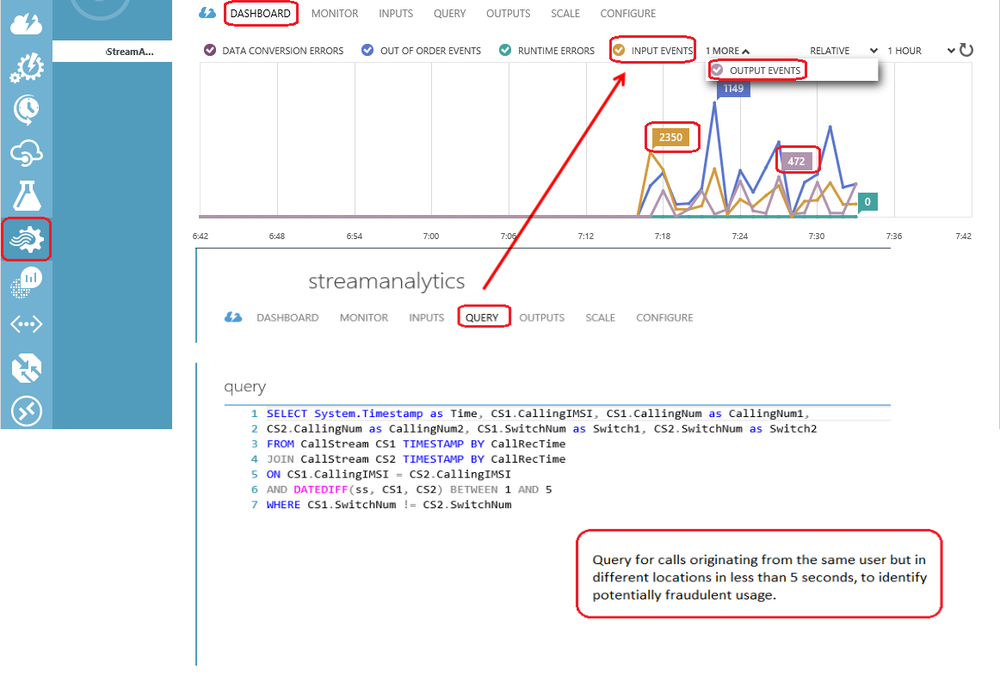 DASHBOARD MONITOR INPUTS QUERY OUTPUTS SCALE CONFIGURE
StreamA...
DATA CONVERSION ERRORS OUT OF ORDER EVENTS RUNTIME ERRORS INPUT EVENTS 1 MORE RELATIVE 1 HOUR
OUTPUT EVENTS
1149
2350
472
0
6:42 6:48 6:54 7:00 7:06 7:12 7:18 7:24 7:30 7:36 7:42
streamanalytics
DASHBOARD MONITOR INPUTS QUERY OUTPUTS SCALE CONFIGURE
query
1 SELECT System.Timestamp as Time, CS1.CallingIMSI, CS1.CallingNum as CallingNum1,
2 CS2.CallingNum as CallingNum2, CS1.SwitchNum as Switch1, CS2.SwitchNum as Switch2
3 FROM CallStream CS1 TIMESTAMP BY CallRecTime
4 JOIN CallStream CS2 TIMESTAMP BY CallRecTime
5 ON CS1.CallingIMSI = CS2.CallingIMSI
6 AND DATEDIFF(ss, CS1, CS2) BETWEEN 1 AND 5
7 WHERE CS1.SwitchNum != CS2.SwitchNum
Query for calls originating from the same user but in
different locations in less than 5 seconds, to identify
potentially fraudulent usage.